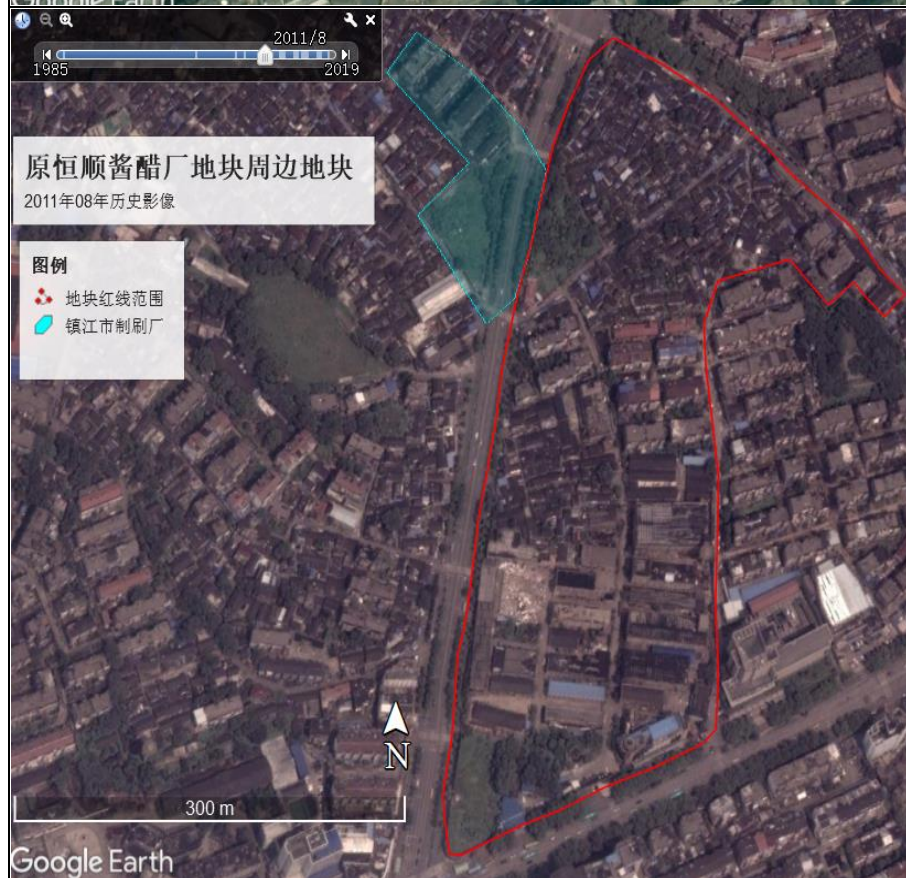 Google Earth
2011/8
1985
2019
原恒顺酱醋厂地块周边地块
2011年08年历史影像
图例
地块红线范围
镇江市制刷厂
N
300 m
Google Earth